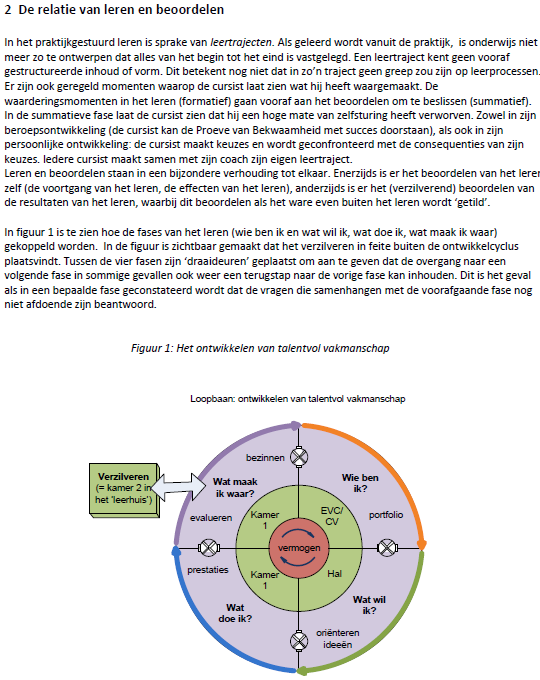 2 De relatie van leren en beoordelen
In het praktijkgestuurd leren is sprake van leertrajecten. Als geleerd wordt vanuit de praktijk, is onderwijs niet
meer zo te ontwerpen dat alles van het begin tot het eind is vastgelegd. Een leertraject kent geen vooraf
gestructureerde inhoud of vorm. Dit betekent nog niet dat in zo'n traject geen greep zou zijn op leerprocessen.
Er zijn ook geregeld momenten waarop de cursist laat zien wat hij heeft waargemaakt. De
waarderingsmomenten in het leren (formatief) gaan vooraf aan het beoordelen om te beslissen (summatief).
In de summatieve fase laat de cursist zien dat hij een hoge mate van zelfsturing heeft verworven. Zowel in zijn
beroepsontwikkeling (de cursist kan de Proeve van Bekwaamheid met succes doorstaan), als ook in zijn
persoonlijke ontwikkeling: de cursist maakt keuzes en wordt geconfronteerd met de consequenties van zijn
keuzes. Iedere cursist maakt samen met zijn coach zijn eigen leertraject.
Leren en beoordelen staan in een bijzondere verhouding tot elkaar. Enerzijds is er het beoordelen van het leren
zelf (de voortgang van het leren, de effecten van het leren), anderzijds is er het (verzilverend) beoordelen van
de resultaten van het leren, waarbij dit beoordelen als het ware even buiten het leren wordt 'getild'.
In figuur 1 is te zien hoe de fases van het leren (wie ben ik en wat wil ik, wat doe ik, wat maak ik waar)
gekoppeld worden. In de figuur is zichtbaar gemaakt dat het verzilveren in feite buiten de ontwikkelcyclus
plaatsvindt. Tussen de vier fasen zijn 'draaideuren' geplaatst om aan te geven dat de overgang naar een
volgende fase in sommige gevallen ook weer een terugstap naar de vorige fase kan inhouden. Dit is het geval
als in een bepaalde fase geconstateerd wordt dat de vragen die samenhangen met de voorafgaande fase nog
niet afdoende zijn beantwoord.
Figuur 1: Het ontwikkelen van talentvol vakmanschap
Loopbaan: ontwikkelen van talentvol vakmanschap
bezinnen
Verzilveren
(= kamer 2 in
het 'leerhuis')
Wat maak
ik waar?
Wie ben
ik?
evalueren
Kamer
1
EVC/
CV
portfolio
vermogen
prestaties
Kamer
1
Hal
Wat
doe ik?
Wat wil
ik?
oriënteren
ideeën